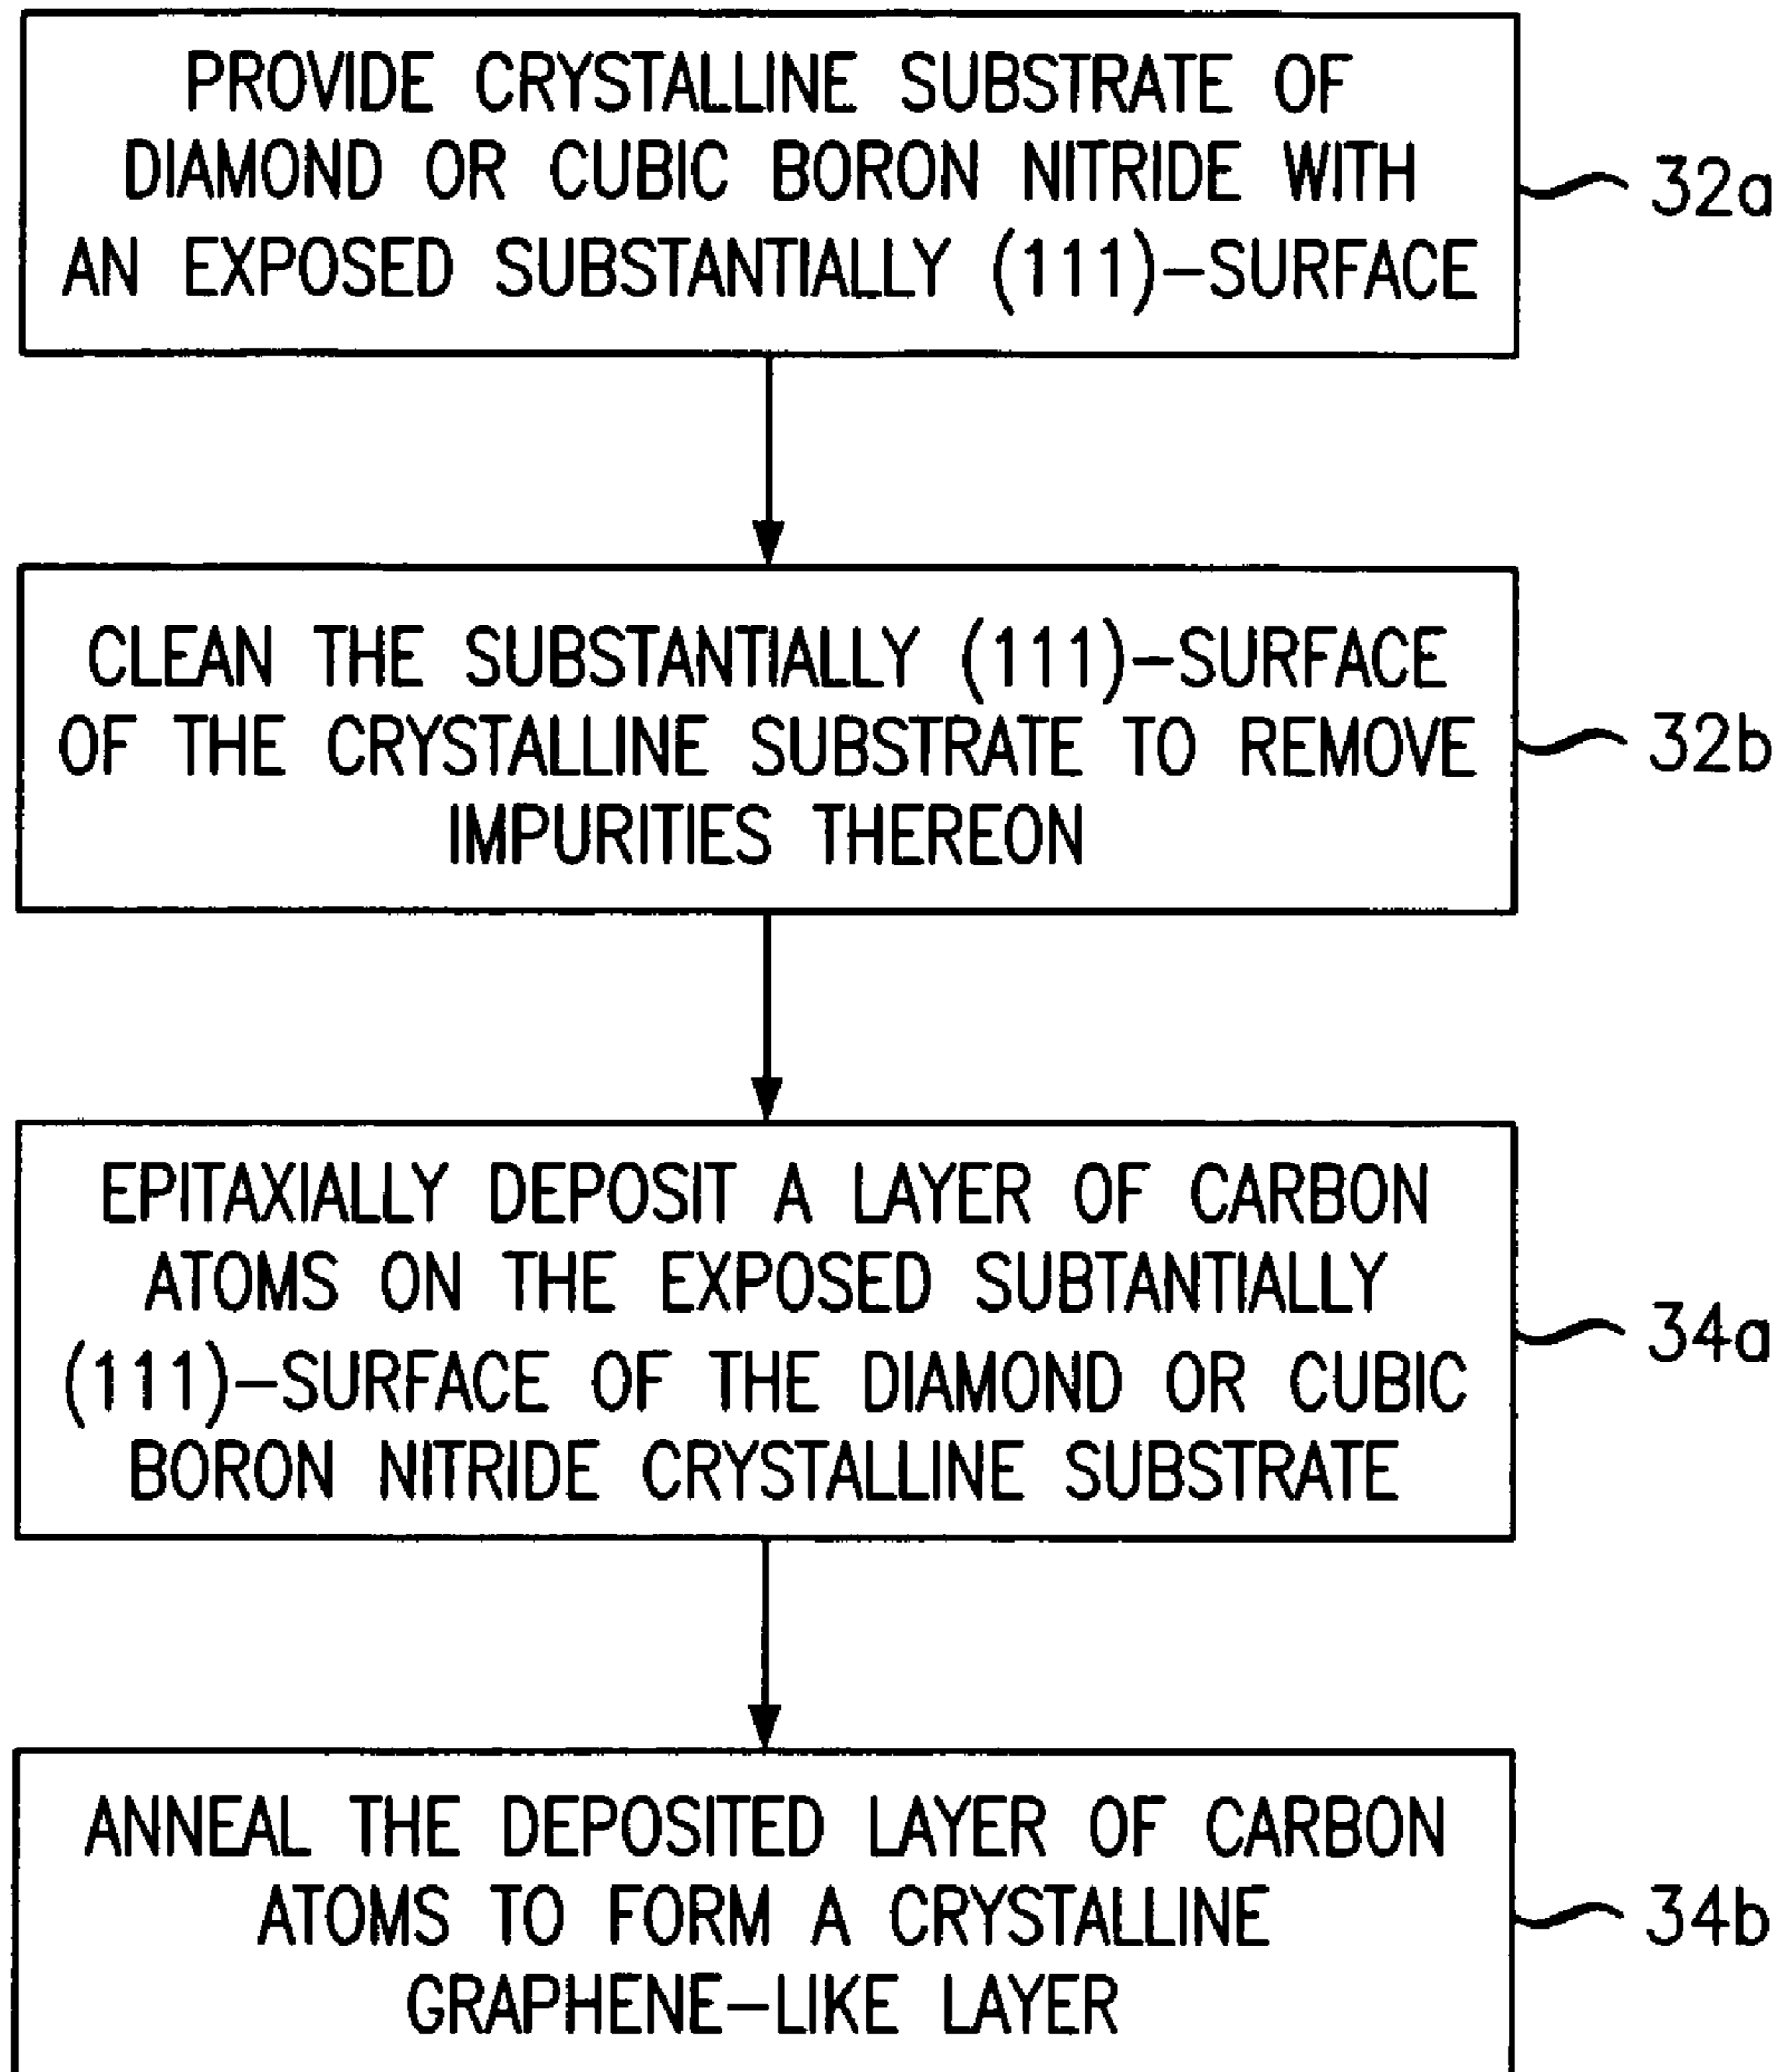 PROVIDE CRYSTALLINE SUBSTRATE OF
DIAMOND OR CUBIC BORON NITRIDE WITH
AN EXPOSED SUBSTANTIALLY (111)–SURFACE
32a
CLEAN THE SUBSTANTIALLY (111)–SURFACE
OF THE CRYSTALLINE SUBSTRATE TO REMOVE
IMPURITIES THEREON
32b
EPITAXIALLY DEPOSIT A LAYER OF CARBON
ATOMS ON THE EXPOSED SUBTANTIALLY
(111)–SURFACE OF THE DIAMOND OR CUBIC
BORON NITRIDE CRYSTALLINE SUBSTRATE
34a
ANNEAL THE DEPOSITED LAYER OF CARBON
ATOMS TO FORM A CRYSTALLINE
GRAPHENE–LIKE LAYER
34b